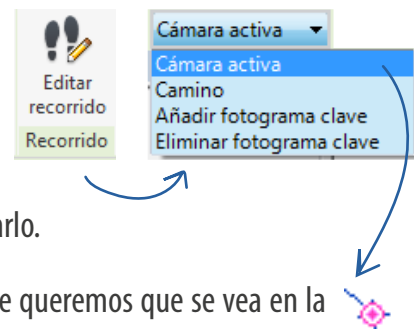 Editar
recorrido
Recorrido
Cámara activa
Cámara activa
Camino
Añadir fotograma clave
Eliminar fotograma clave
queremos que se vea en la